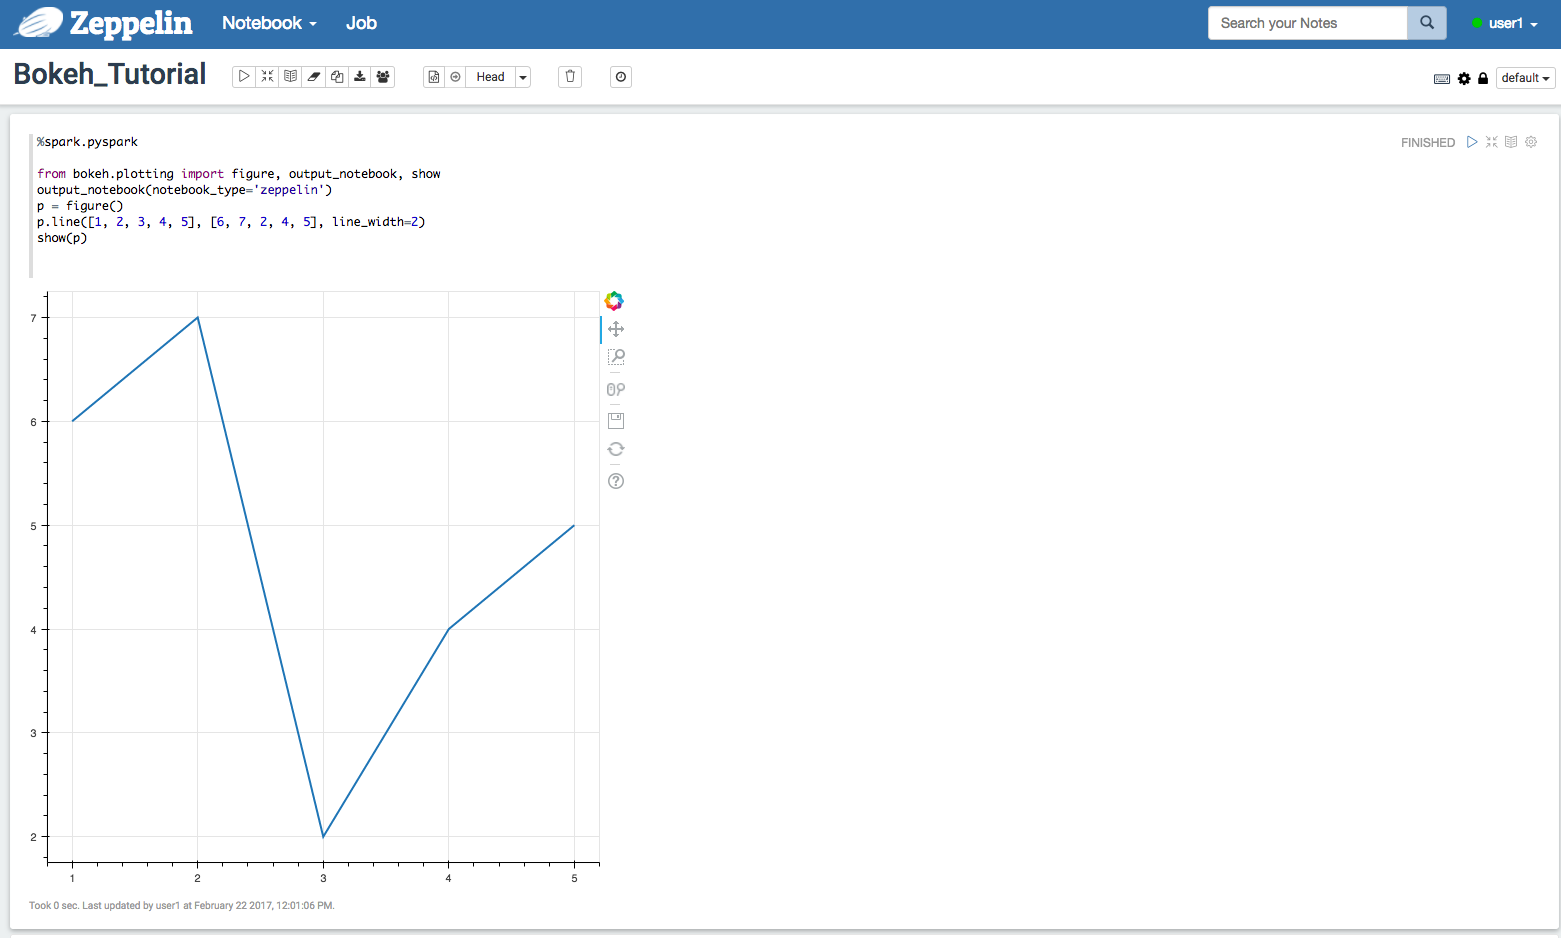 Zeppelin Notebook Job Search your Notes user1
Bokeh_Tutorial Head default
%spark.pyspark FINISHED
from bokeh.plotting import figure, output_notebook, show
output_notebook(notebook_type='zeppelin')
p = figure()
p.line([1, 2, 3, 4, 5], [6, 7, 2, 4, 5], line_width=2)
show(p)
7
6
5
4
3
2
1 2 3 4 5
Took 0 sec. Last updated by user1 at February 22 2017, 12:01:06 PM.